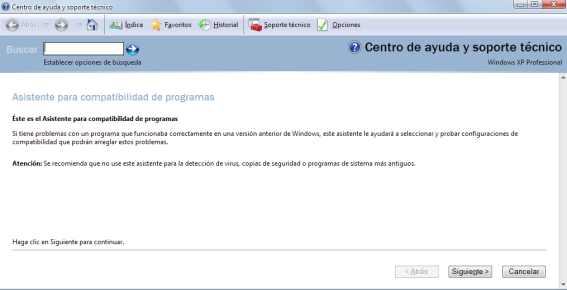 Centro de ayuda y soporte técnico
Atrás Índice Favoritos Historial Soporte técnico Opciones
Buscar
Centro de ayuda y soporte técnico
Establecer opciones de búsqueda
Windows XP Professional
Asistente para compatibilidad de programas
Éste es el Asistente para compatibilidad de programas
Si tiene problemas con un programa que funcionaba correctamente en una versión anterior de Windows, este asistente le ayudará a seleccionar y probar configuraciones de
compatibilidad que podrán arreglar estos problemas.
Atención: Se recomienda que no use este asistente para la detección de virus, copias de seguridad o programas de sistema más antiguos.
Haga clic en Siguiente para continuar.
< Atrás Siguiente > Cancelar